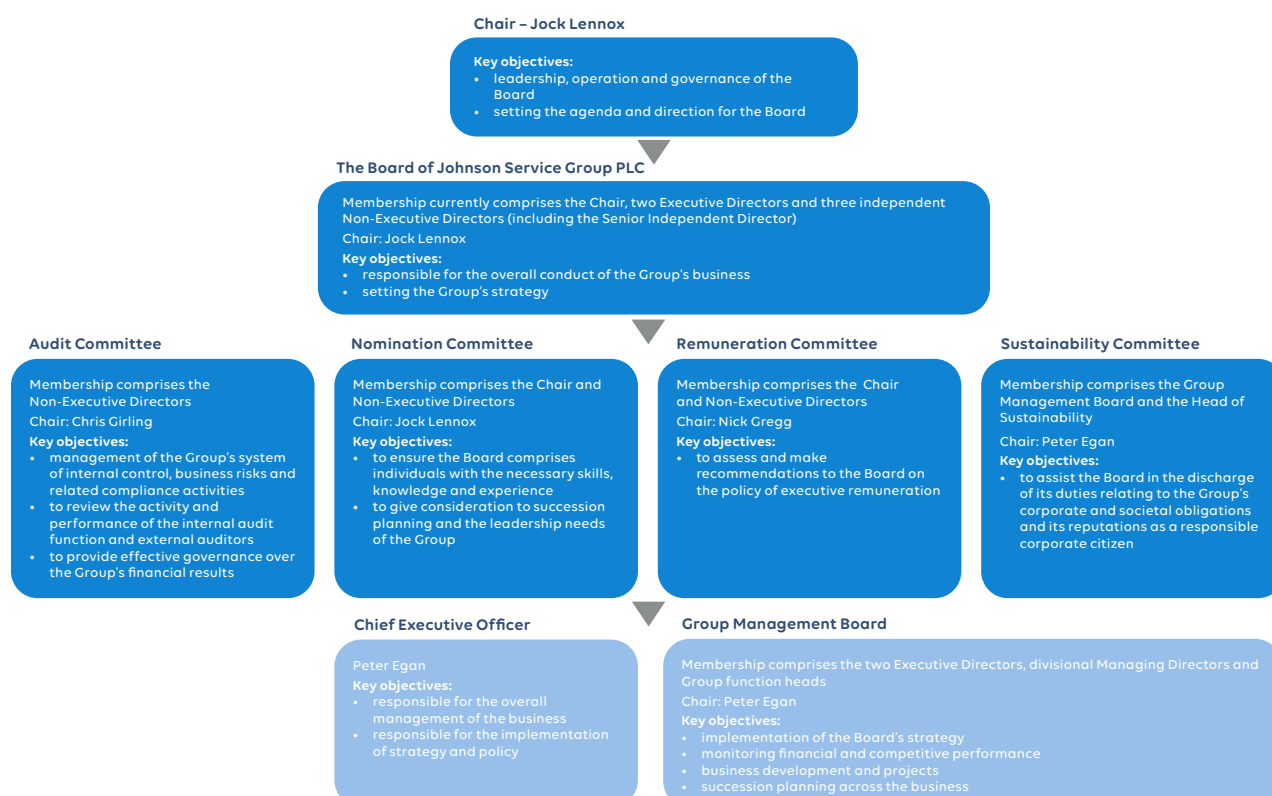 Chair – Jock Lennox
Key objectives:
• leadership, operation and governance of the
Board
• setting the agenda and direction for the Board
The Board of Johnson Service Group PLC
Membership currently comprises the Chair, two Executive Directors and three independent
Non-Executive Directors (including the Senior Independent Director)
Chair: Jock Lennox
Key objectives:
• responsible for the overall conduct of the Group's business
• setting the Group's strategy
Audit Committee
Membership comprises the
Non-Executive Directors
Chair: Chris Girling
Key objectives:
• management of the Group's system
of internal control, business risks and
related compliance activities
• to review the activity and
performance of the internal audit
function and external auditors
• to provide effective governance over
the Group's financial results
Nomination Committee
Membership comprises the Chair and
Non-Executive Directors
Chair: Jock Lennox
Key objectives:
• to ensure the Board comprises
individuals with the necessary skills,
knowledge and experience
• to give consideration to succession
planning and the leadership needs
of the Group
Remuneration Committee
Membership comprises the Chair
and Non-Executive Directors
Chair: Nick Gregg
Key objectives:
• to assess and make
recommendations to the Board on
the policy of executive remuneration
Sustainability Committee
Membership comprises the Group
Management Board and the Head of
Sustainability
Chair: Peter Egan
Key objectives:
• to assist the Board in the discharge
of its duties relating to the Group's
corporate and societal obligations
and its reputations as a responsible
corporate citizen
Chief Executive Officer
Peter Egan
Key objectives:
• responsible for the overall
management of the business
• responsible for the implementation
of strategy and policy
Group Management Board
Membership comprises the two Executive Directors, divisional Managing Directors and
Group function heads
Chair: Peter Egan
Key objectives:
• implementation of the Board's strategy
• monitoring financial and competitive performance
• business development and projects
• succession planning across the business